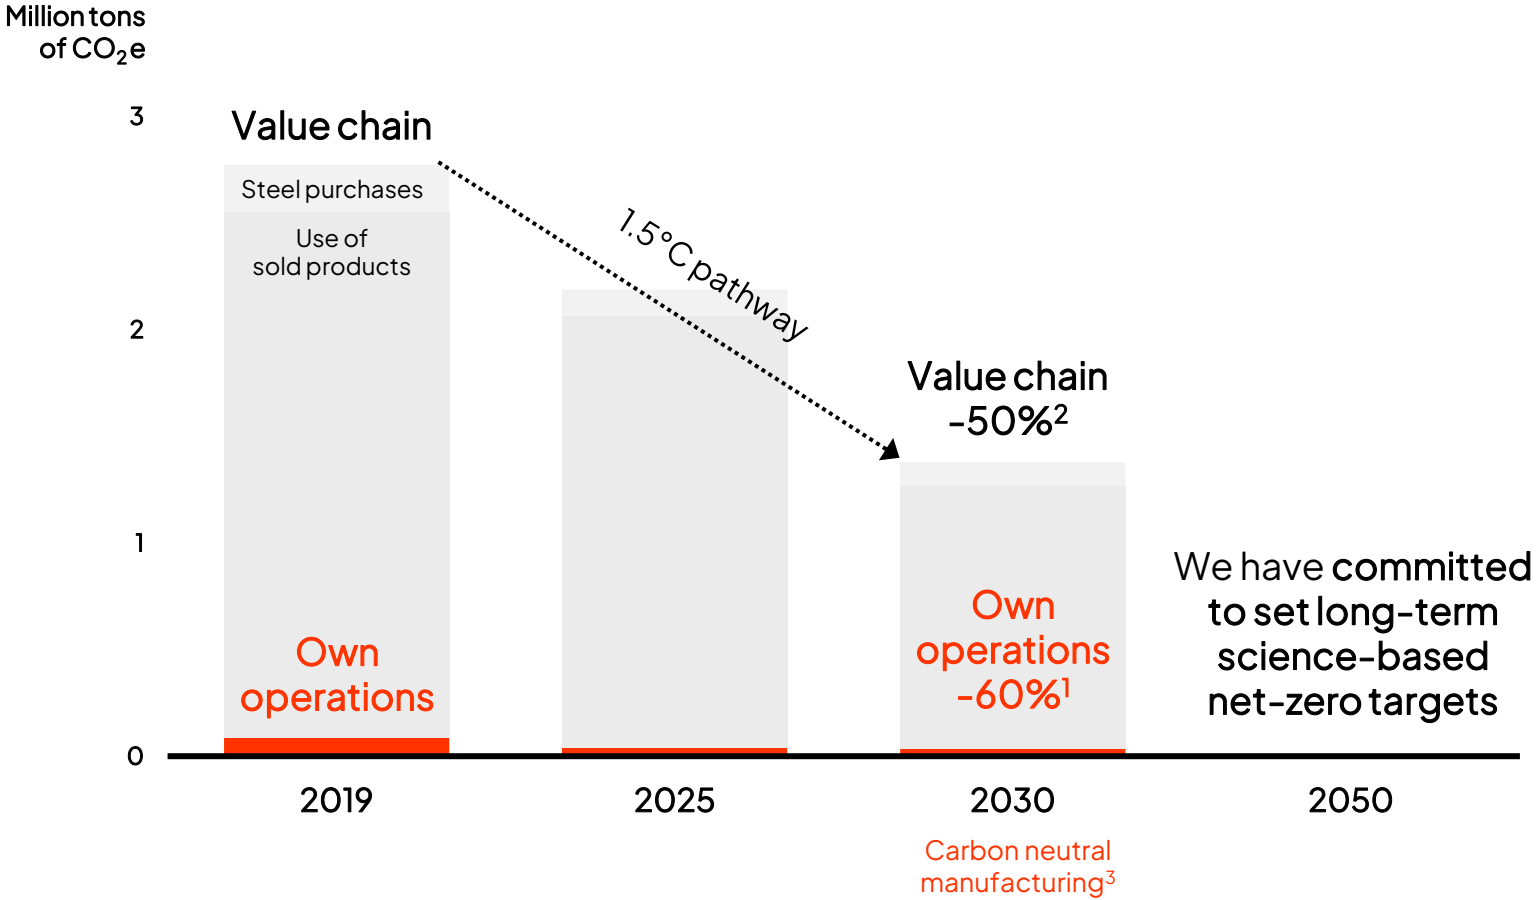 Million tons
of CO₂e
3
2
1
0
Value chain
Steel purchases
Use of
sold products
Own
operations
1.5°C pathway
Value chain
-50%²
Own
operations
-60%¹
We have committed
to set long-term
science-based
net-zero targets
2019
2025
2030
2050
Carbon neutral
manufacturing³